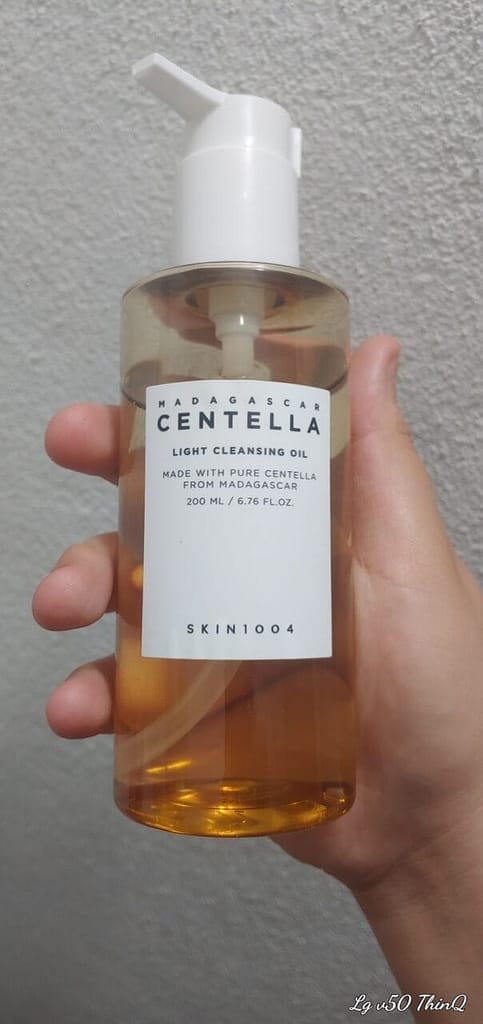 MADAGASCAR
CENTELLA
LIGHT CLEANSING OIL
MADE WITH PURE CENTELLA
FROM MADAGASCAR
200 ML / 6.76 FL.OZ.
SKIN1004
Lg v50 ThinQ